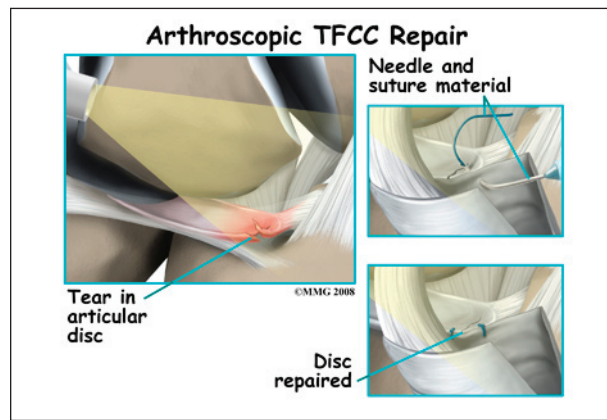 Arthroscopic TFCC Repair
Needle and
suture material
©MMG 2008
Tear in
articular
disc
Disc
repaired